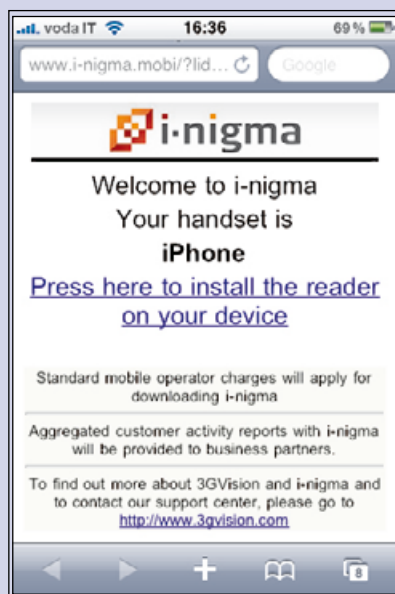 voda IT 16:36 69%
www.i-nigma.mobi/?lid... Google
i-nigma
Welcome to i-nigma
Your handset is
iPhone
Press here to install the reader
on your device
Standard mobile operator charges will apply for
downloading i-nigma
Aggregated customer activity reports with i-nigma
will be provided to business partners.
To find out more about 3GVision and i-nigma and
to contact our support center, please go to
http://www.3gvision.com
8